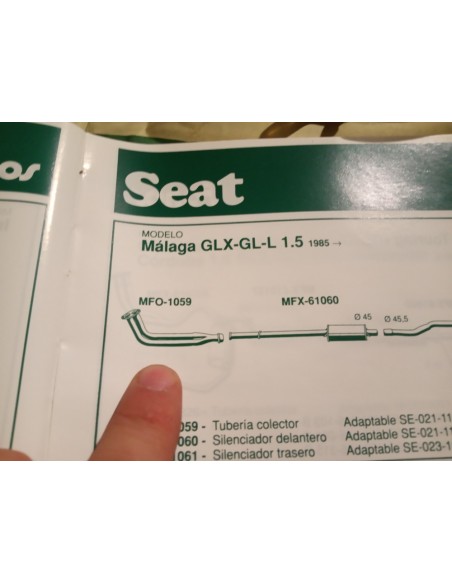 os
Seat
MODELO
Málaga GLX-GL-L 1.5 1985 →
MFO-1059
MFX-61060
Ø 45
Ø 45,5
059 - Tubería colector Adaptable SE-021-11
060 - Silenciador delantero Adaptable SE-021-11
061 - Silenciador trasero Adaptable SE-023-1